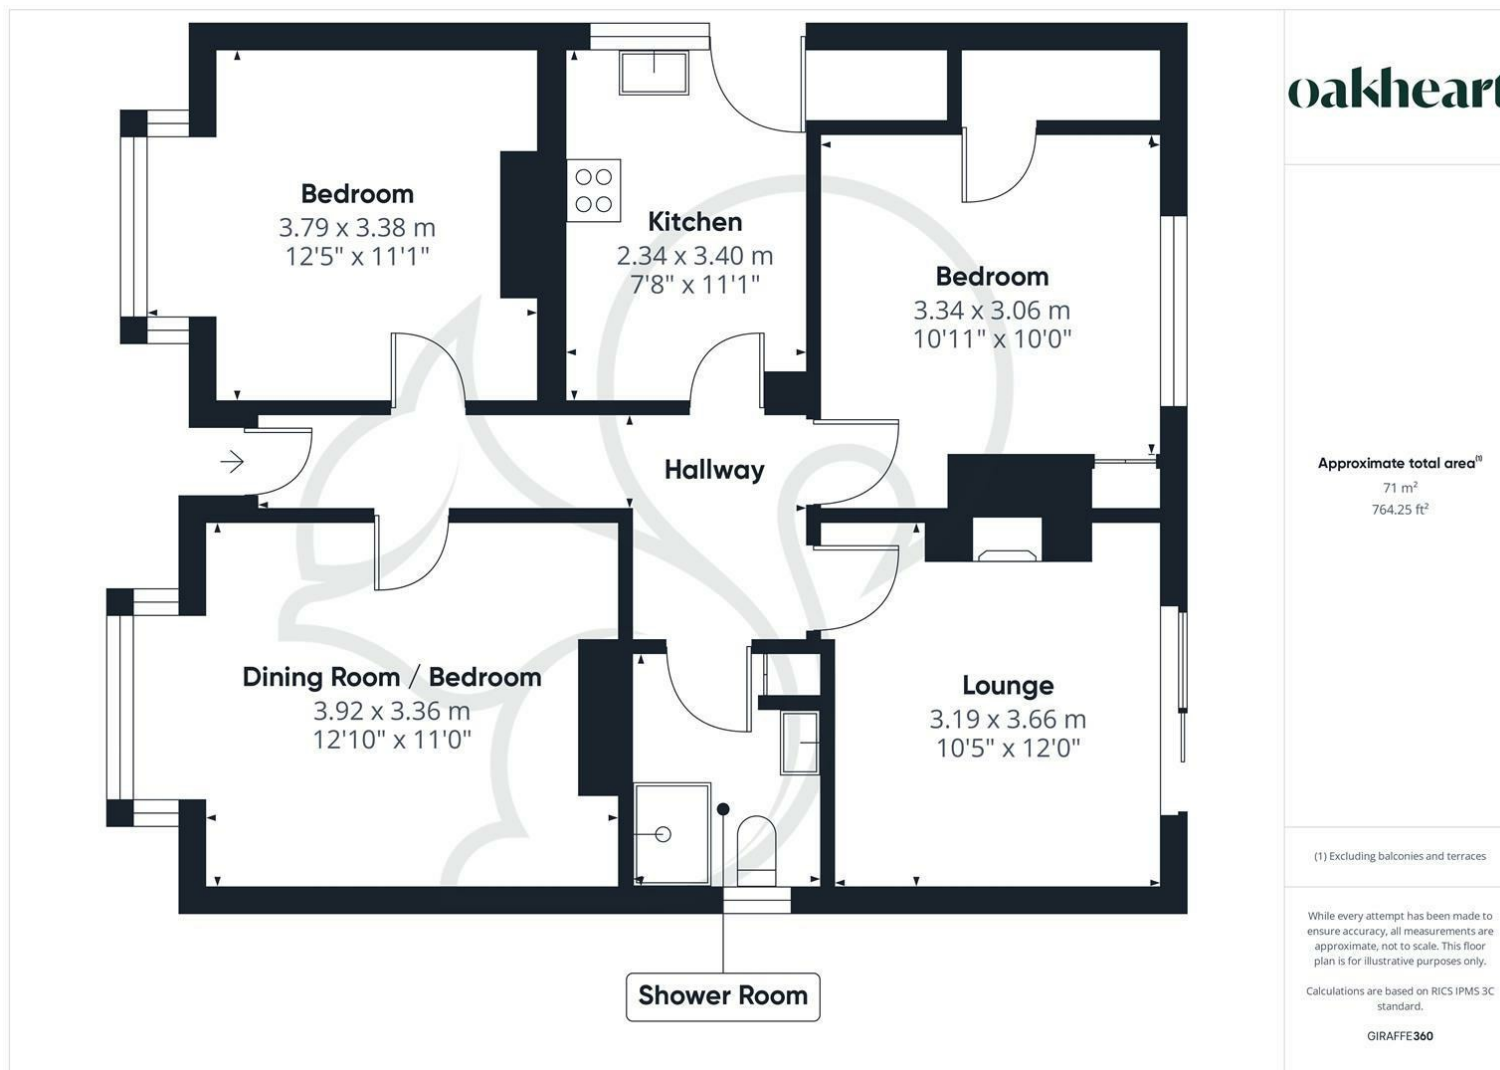 Bedroom
3.79 x 3.38 m
12'5" x 11'1"
Kitchen
2.34 x 3.40 m
7'8" x 11'1"
Bedroom
3.34 x 3.06 m
10'11" x 10'0"
Hallway
Dining Room / Bedroom
3.92 x 3.36 m
12'10" x 11'0"
Lounge
3.19 x 3.66 m
10'5" x 12'0"
Shower Room
oakheart
Approximate total area(1)
71 m²
764.25 ft²
(1) Excluding balconies and terraces
While every attempt has been made to
ensure accuracy, all measurements are
approximate, not to scale. This floor
plan is for illustrative purposes only.
Calculations are based on RICS IPMS 3C
standard.
GIRAFFE360